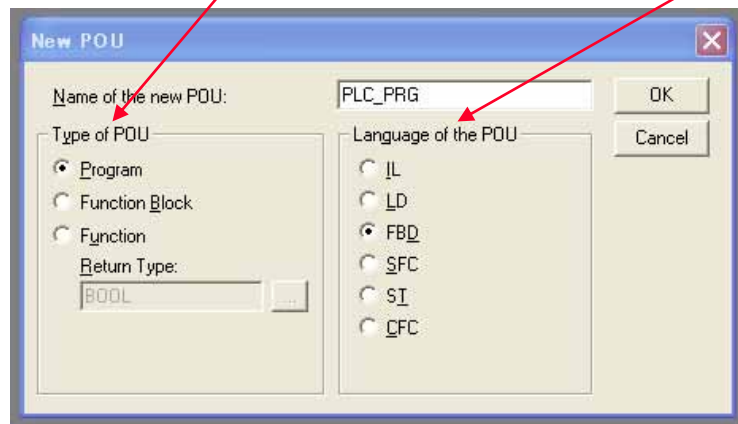 New POU
Name of the new POU:
PLC_PRG
OK
Cancel
Type of POU
Program
Function Block
Function
Return Type:
BOOL
...
Language of the POU
IL
LD
FBD
SFC
ST
CFC